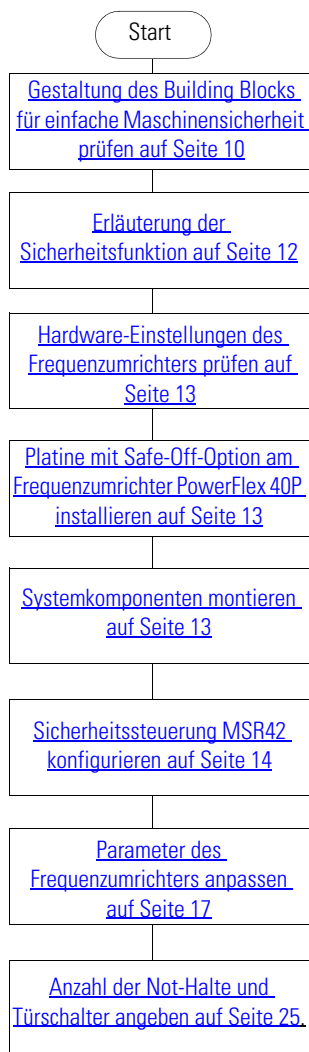 Start
Gestaltung des Building Blocks
für einfache Maschinensicherheit
prüfen auf Seite 10
Erläuterung der
Sicherheitsfunktion auf Seite 12
Hardware-Einstellungen des
Frequenzumrichters prüfen auf
Seite 13
Platine mit Safe-Off-Option am
Frequenzumrichter PowerFlex 40P
installieren auf Seite 13
Systemkomponenten montieren
auf Seite 13
Sicherheitssteuerung MSR42
konfigurieren auf Seite 14
Parameter des
Frequenzumrichters anpassen
auf Seite 17
Anzahl der Not-Halte und
Türschalter angeben auf Seite 25.